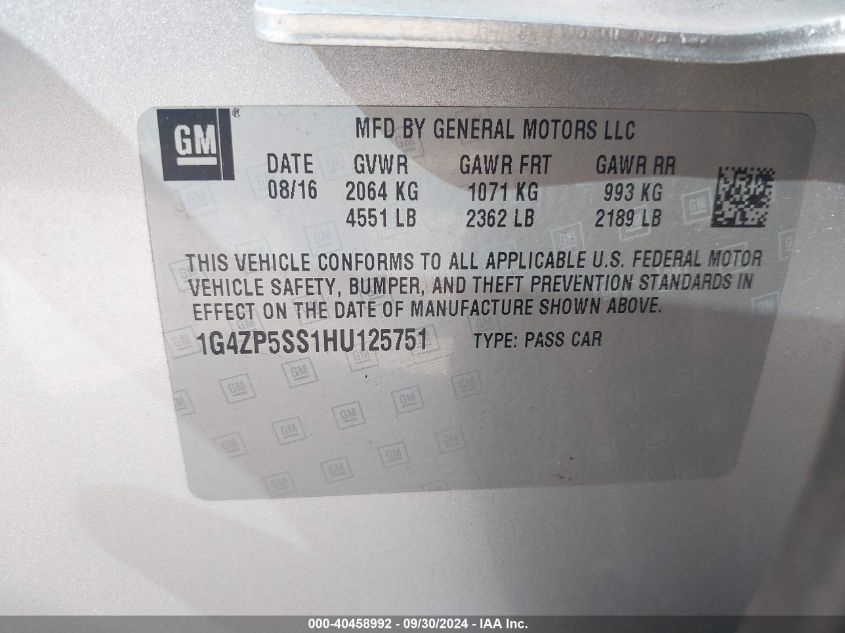 GM ®
MFD BY GENERAL MOTORS LLC
DATE GVWR GAWR FRT GAWR RR
08/16 2064 KG 1071 KG 993 KG
4551 LB 2362 LB 2189 LB
THIS VEHICLE CONFORMS TO ALL APPLICABLE U.S. FEDERAL MOTOR
VEHICLE SAFETY, BUMPER, AND THEFT PREVENTION STANDARDS IN
EFFECT ON THE DATE OF MANUFACTURE SHOWN ABOVE.
1G4ZP5SS1HU125751 TYPE: PASS CAR
000-40458992 - 09/30/2024 - IAA Inc.